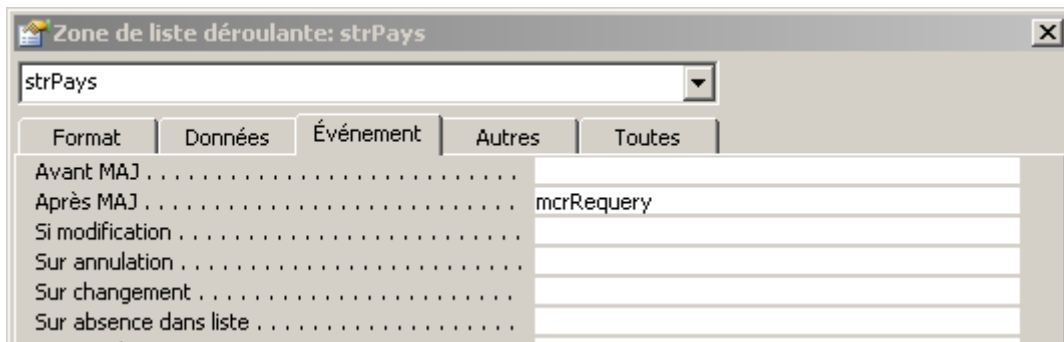 Zone de liste déroulante: strPays
strPays
Format Données Événement Autres Toutes
Avant MAJ . . . . . . . . . . . . . . . . . . . . . . . . . . . .
Après MAJ . . . . . . . . . . . . . . . . . . . . . . . . . . . . mcrRequery
Si modification . . . . . . . . . . . . . . . . . . . . . . . . .
Sur annulation . . . . . . . . . . . . . . . . . . . . . . . . .
Sur changement . . . . . . . . . . . . . . . . . . . . . . .
Sur absence dans liste . . . . . . . . . . . . . . . . . . .